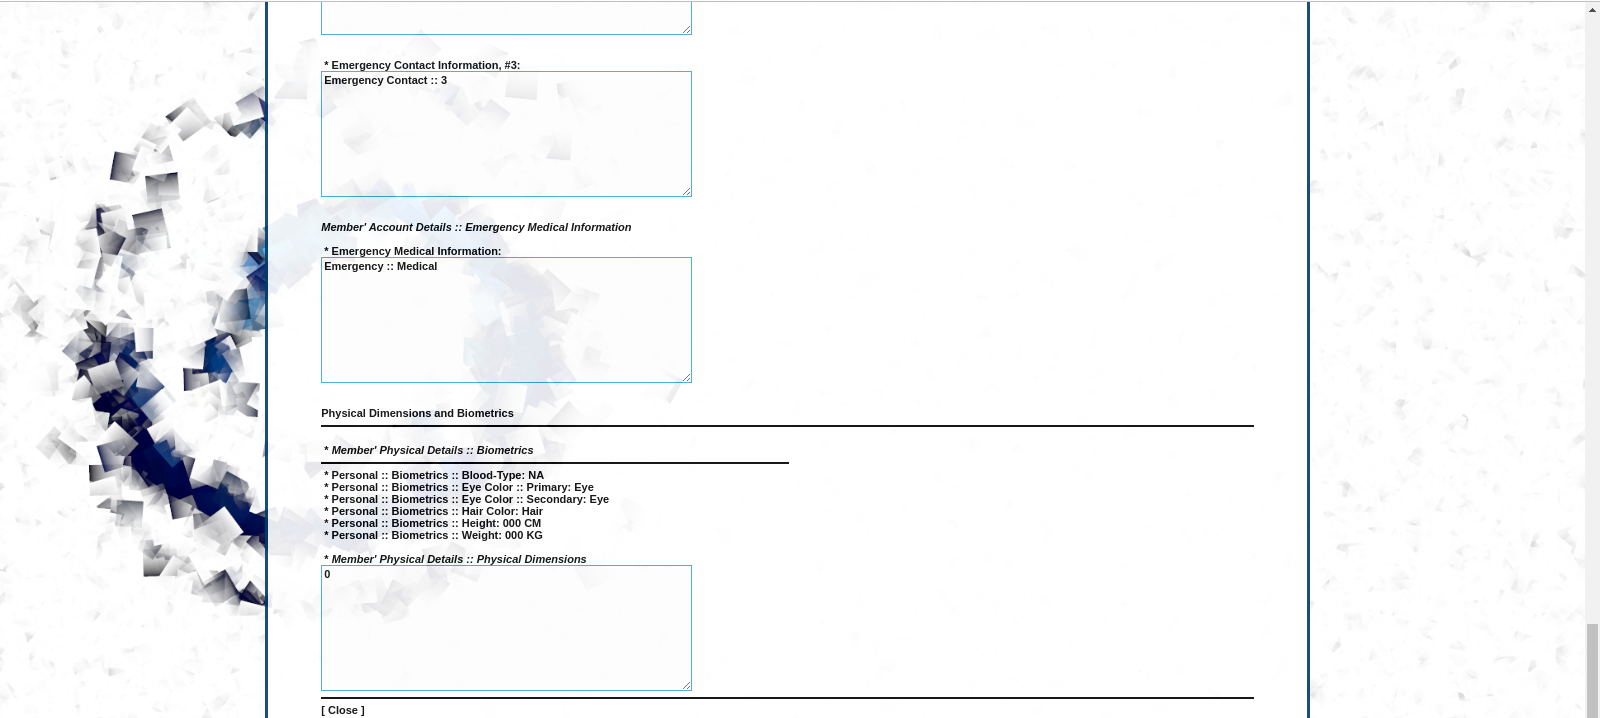 * Emergency Contact Information, #3:
Emergency Contact :: 3
Member' Account Details :: Emergency Medical Information
* Emergency Medical Information:
Emergency :: Medical
Physical Dimensions and Biometrics
* Member' Physical Details :: Biometrics
* Personal :: Biometrics :: Blood-Type: NA
* Personal :: Biometrics :: Eye Color :: Primary: Eye
* Personal :: Biometrics :: Eye Color :: Secondary: Eye
* Personal :: Biometrics :: Hair Color: Hair
* Personal :: Biometrics :: Height: 000 CM
* Personal :: Biometrics :: Weight: 000 KG
* Member' Physical Details :: Physical Dimensions
0
[ Close ]